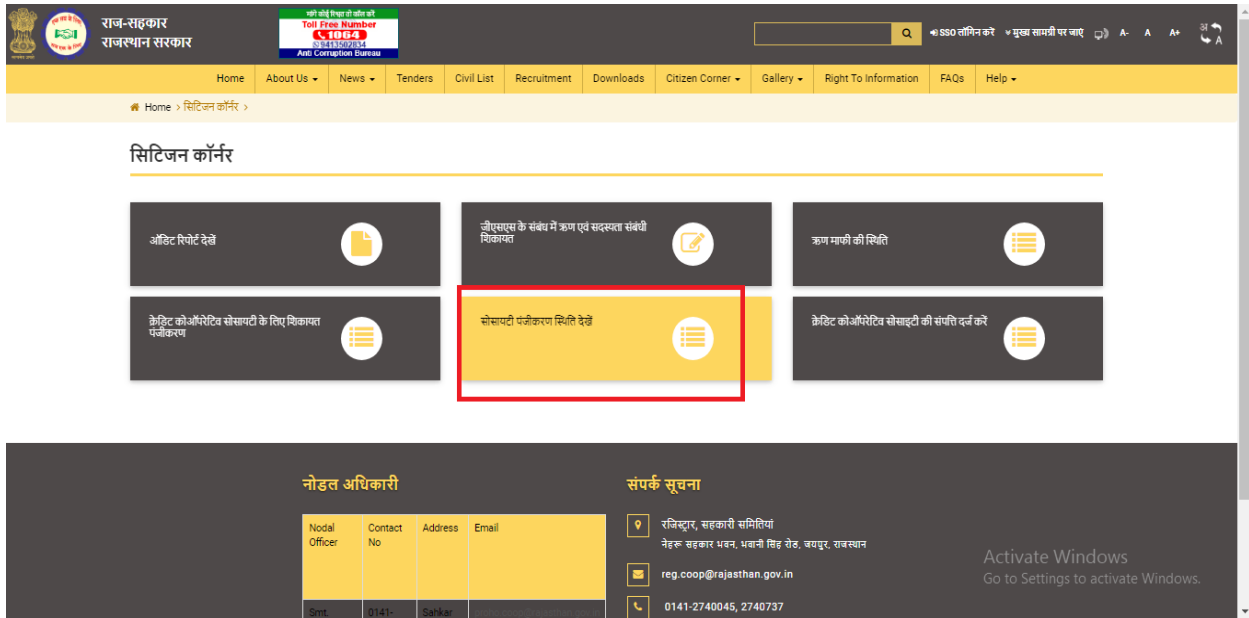 राज-सहकार
राजस्थान सरकार
Toll Free Number
1064
9413502834
Anti Corruption Bureau
SSO लॉगिन करें
मुख्य सामग्री पर जाएं
A-
A
A+
अ
A
Home
About Us
News
Tenders
Civil List
Recruitment
Downloads
Citizen Corner
Gallery
Right To Information
FAQs
Help
Home > सिटिजन कॉर्नर >
सिटिजन कॉर्नर
ऑडिट रिपोर्ट देखें
जीएसएस के संबंध में ऋण एवं सदस्यता संबंधी
शिकायत
ऋण माफी की स्थिति
क्रेडिट कोऑपरेटिव सोसायटी के लिए शिकायत
पंजीकरण
सोसायटी पंजीकरण स्थिति देखें
क्रेडिट कोऑपरेटिव सोसाइटी की संपत्ति दर्ज करें
नोडल अधिकारी
Nodal
Officer
Contact
No
Address
Email
Smt.
0141-
Sahkar
संपर्क सूचना
रजिस्ट्रार, सहकारी समितियां
नेहरू सहकार भवन, भवानी सिंह रोड, जयपुर, राजस्थान
reg.coop@rajasthan.gov.in
0141-2740045, 2740737
Activate Windows
Go to Settings to activate Windows.